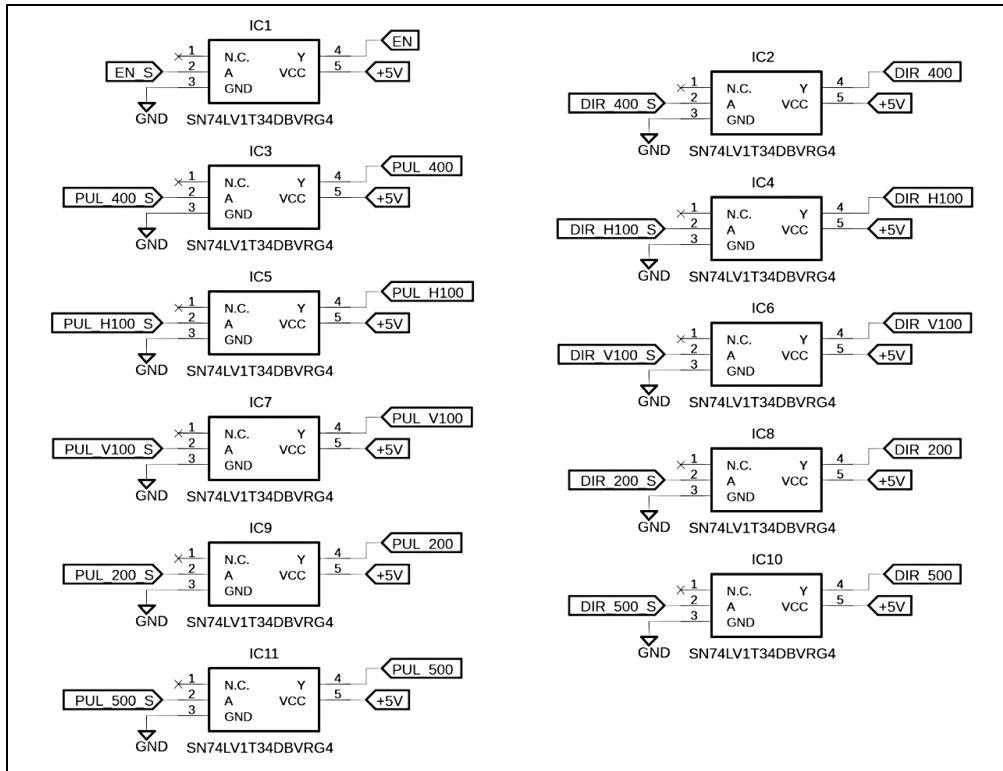 IC1
1 N.C. Y 4 EN
EN_S 2 A VCC 5 +5V
3 GND
GND SN74LV1T34DBVRG4
IC2
1 N.C. Y 4 DIR_400
DIR_400_S 2 A VCC 5 +5V
3 GND
GND SN74LV1T34DBVRG4
IC3
1 N.C. Y 4 PUL_400
PUL_400_S 2 A VCC 5 +5V
3 GND
GND SN74LV1T34DBVRG4
IC4
1 N.C. Y 4 DIR_H100
DIR_H100_S 2 A VCC 5 +5V
3 GND
GND SN74LV1T34DBVRG4
IC5
1 N.C. Y 4 PUL_H100
PUL_H100_S 2 A VCC 5 +5V
3 GND
GND SN74LV1T34DBVRG4
IC6
1 N.C. Y 4 DIR_V100
DIR_V100_S 2 A VCC 5 +5V
3 GND
GND SN74LV1T34DBVRG4
IC7
1 N.C. Y 4 PUL_V100
PUL_V100_S 2 A VCC 5 +5V
3 GND
GND SN74LV1T34DBVRG4
IC8
1 N.C. Y 4 DIR_200
DIR_200_S 2 A VCC 5 +5V
3 GND
GND SN74LV1T34DBVRG4
IC9
1 N.C. Y 4 PUL_200
PUL_200_S 2 A VCC 5 +5V
3 GND
GND SN74LV1T34DBVRG4
IC10
1 N.C. Y 4 DIR_500
DIR_500_S 2 A VCC 5 +5V
3 GND
GND SN74LV1T34DBVRG4
IC11
1 N.C. Y 4 PUL_500
PUL_500_S 2 A VCC 5 +5V
3 GND
GND SN74LV1T34DBVRG4